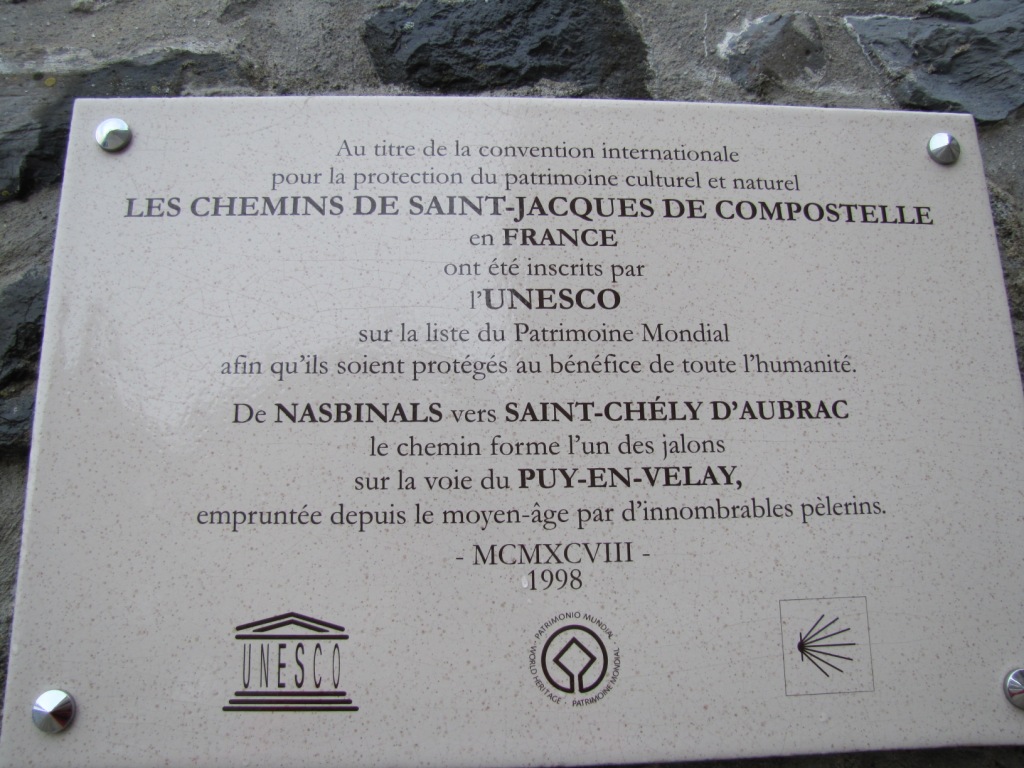 Au titre de la convention internationale
pour la protection du patrimoine culturel et naturel
LES CHEMINS DE SAINT-JACQUES DE COMPOSTELLE
en FRANCE
ont été inscrits par
l'UNESCO
sur la liste du Patrimoine Mondial
afin qu'ils soient protégés au bénéfice de toute l'humanité.
De NASBINALS vers SAINT-CHÉLY D'AUBRAC
le chemin forme l'un des jalons
sur la voie du PUY-EN-VELAY,
empruntée depuis le moyen-âge par d'innombrables pèlerins.
- MCMXCVIII -
1998
UNESCO
PATRIMONIO MUNDIAL - WORLD HERITAGE - PATRIMOINE MONDIAL